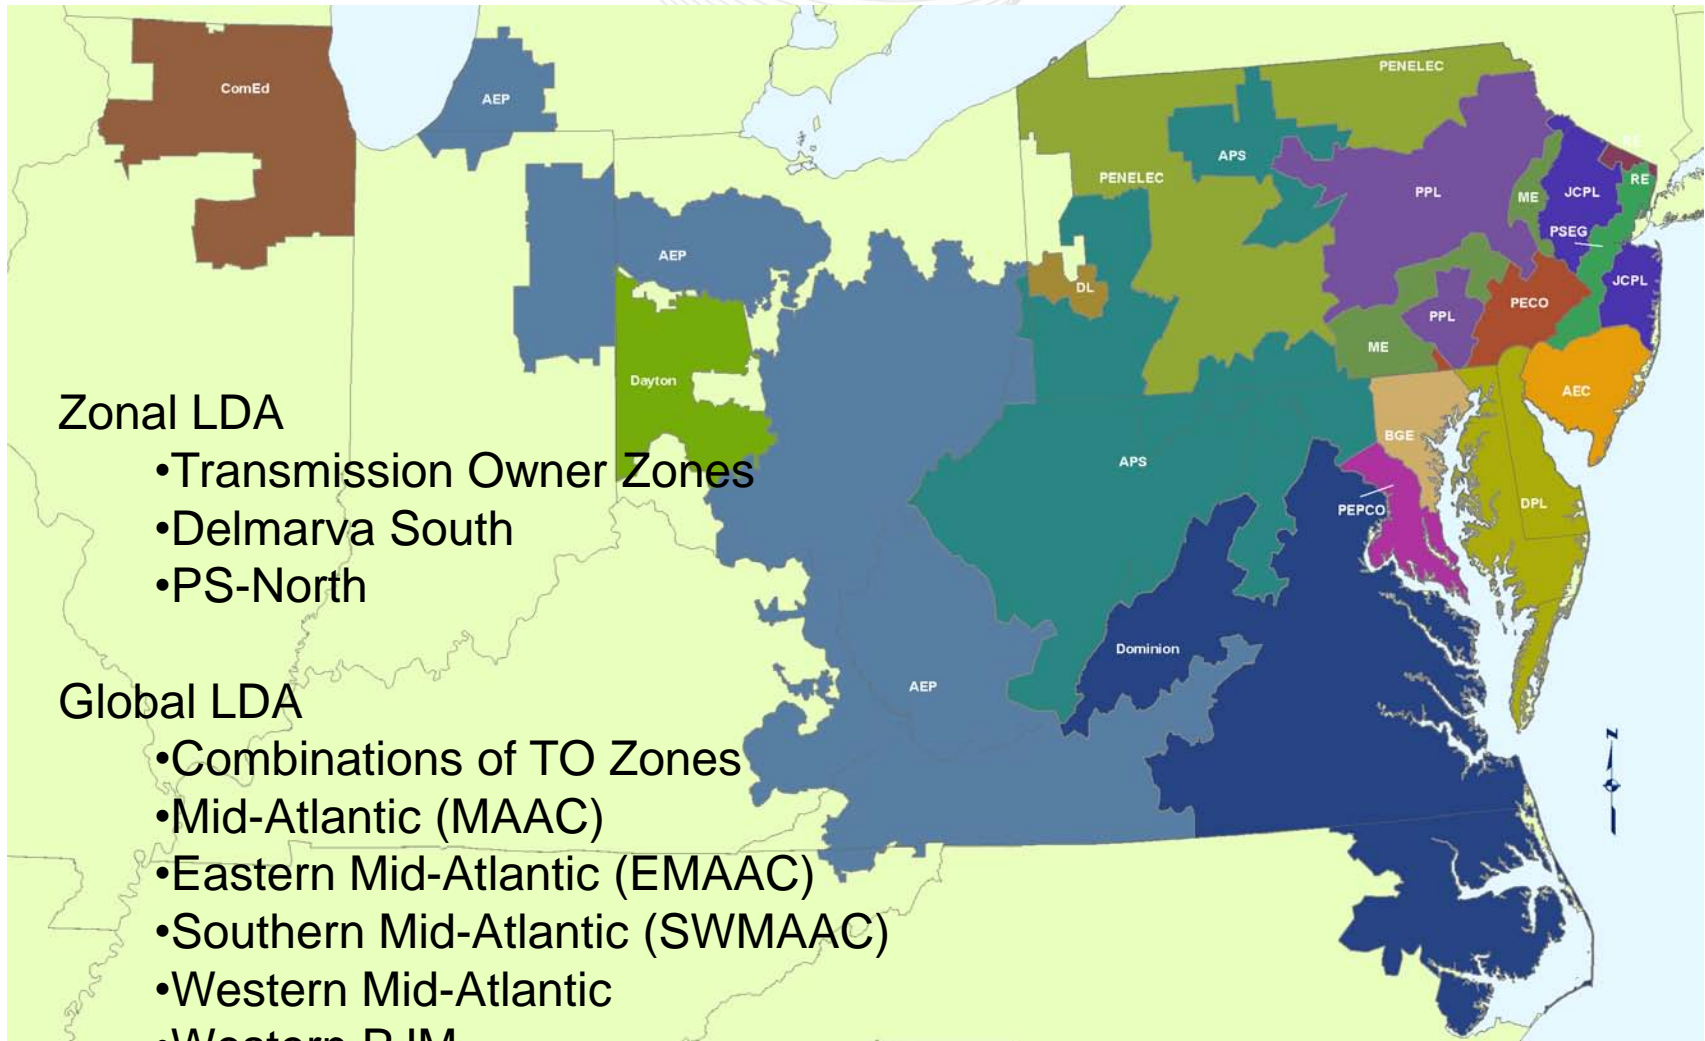 ComEd
AEP
PENELEC
APS
PENELEC
PPL
ME
JCPL
RE
RE
PSEG
AEP
DL
JCPL
PECO
PPL
ME
Dayton
AEC
BGE
APS
PEPCO
DPL
Dominion
AEP
N
Zonal LDA
•Transmission Owner Zones
•Delmarva South
•PS-North
Global LDA
•Combinations of TO Zones
•Mid-Atlantic (MAAC)
•Eastern Mid-Atlantic (EMAAC)
•Southern Mid-Atlantic (SWMAAC)
•Western Mid-Atlantic
•Western PJM